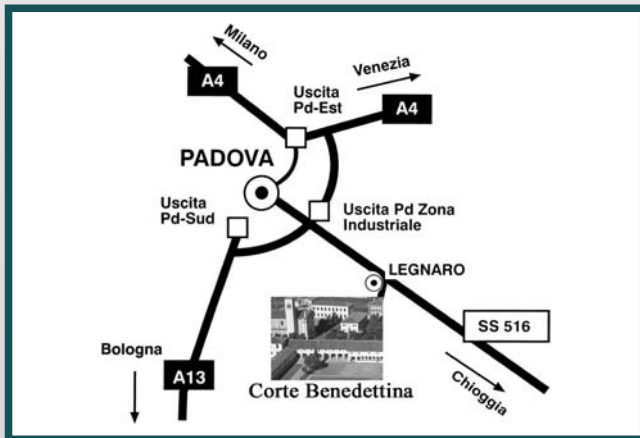 Milano
A4
Venezia
Uscita
Pd-Est
A4
PADOVA
Uscita
Pd-Sud
Uscita Pd Zona
Industriale
LEGNARO
SS 516
Bologna
A13
Chioggia
Corte Benedettina